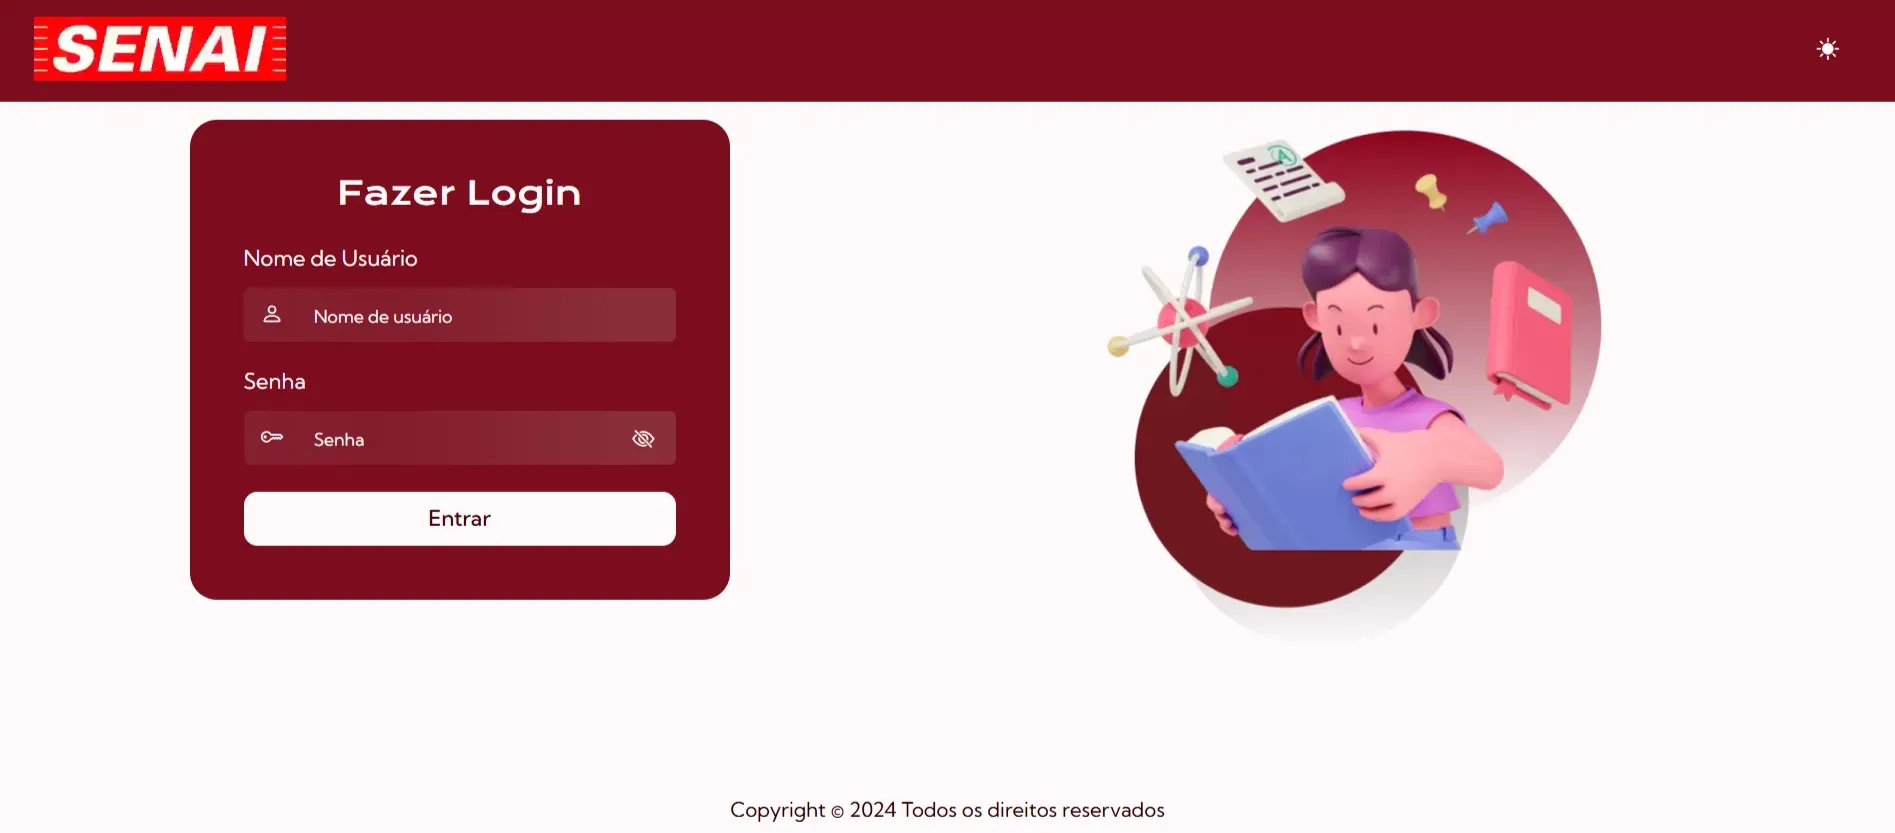 SENAI
Fazer Login
Nome de Usuário
Nome de usuário
Senha
Senha
Entrar
A
Copyright © 2024 Todos os direitos reservados